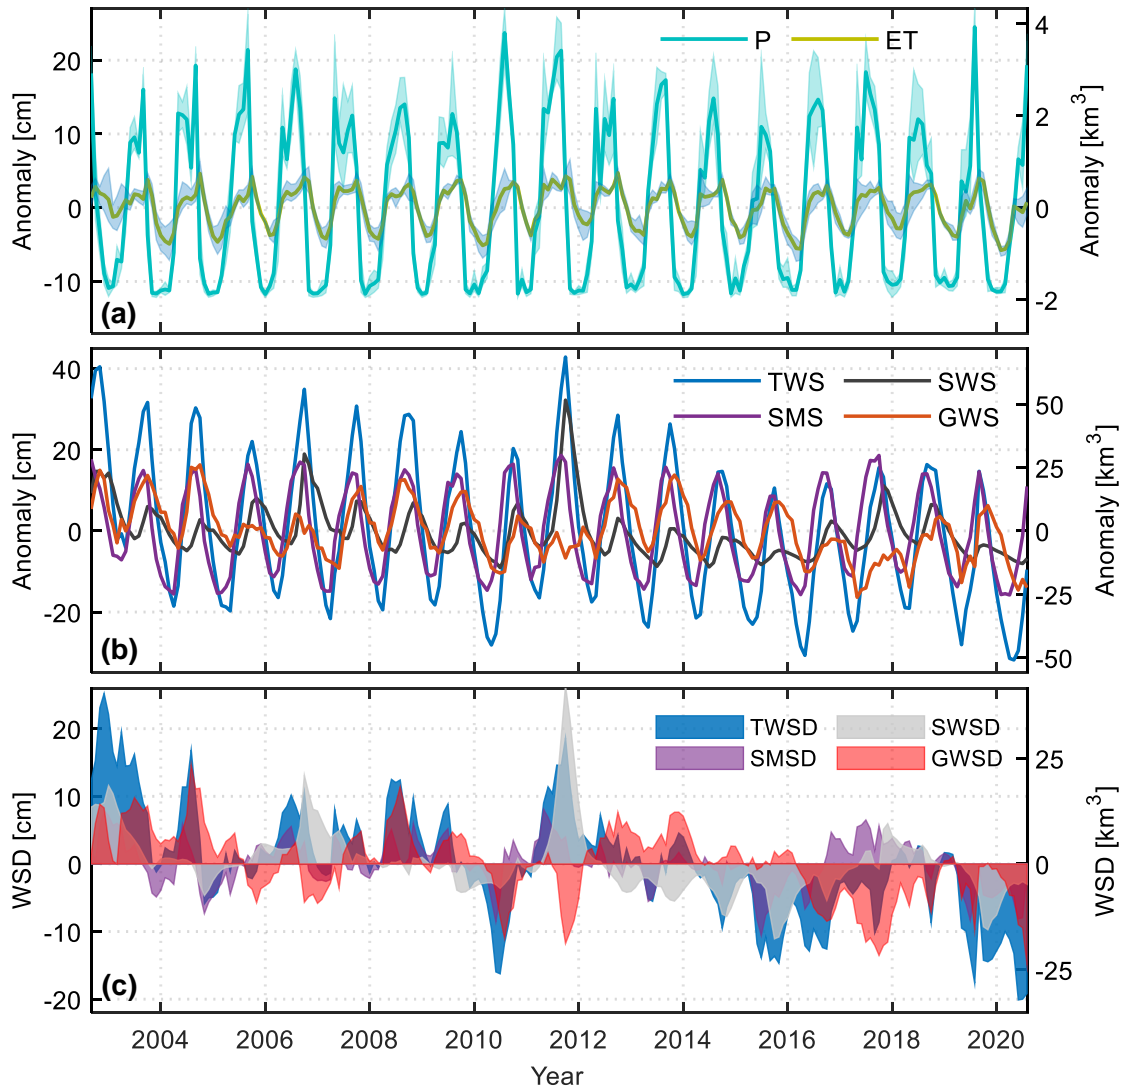 P ET
Anomaly [cm]
20
10
0
-10
4
2
0
-2
Anomaly [km³]
(a)
TWS SWS
SMS GWS
Anomaly [cm]
40
20
0
-20
50
25
0
-25
-50
Anomaly [km³]
(b)
TWSD SWSD
SMSD GWSD
WSD [cm]
20
10
0
-10
-20
25
0
-25
WSD [km³]
(c)
2004 2006 2008 2010 2012 2014 2016 2018 2020
Year